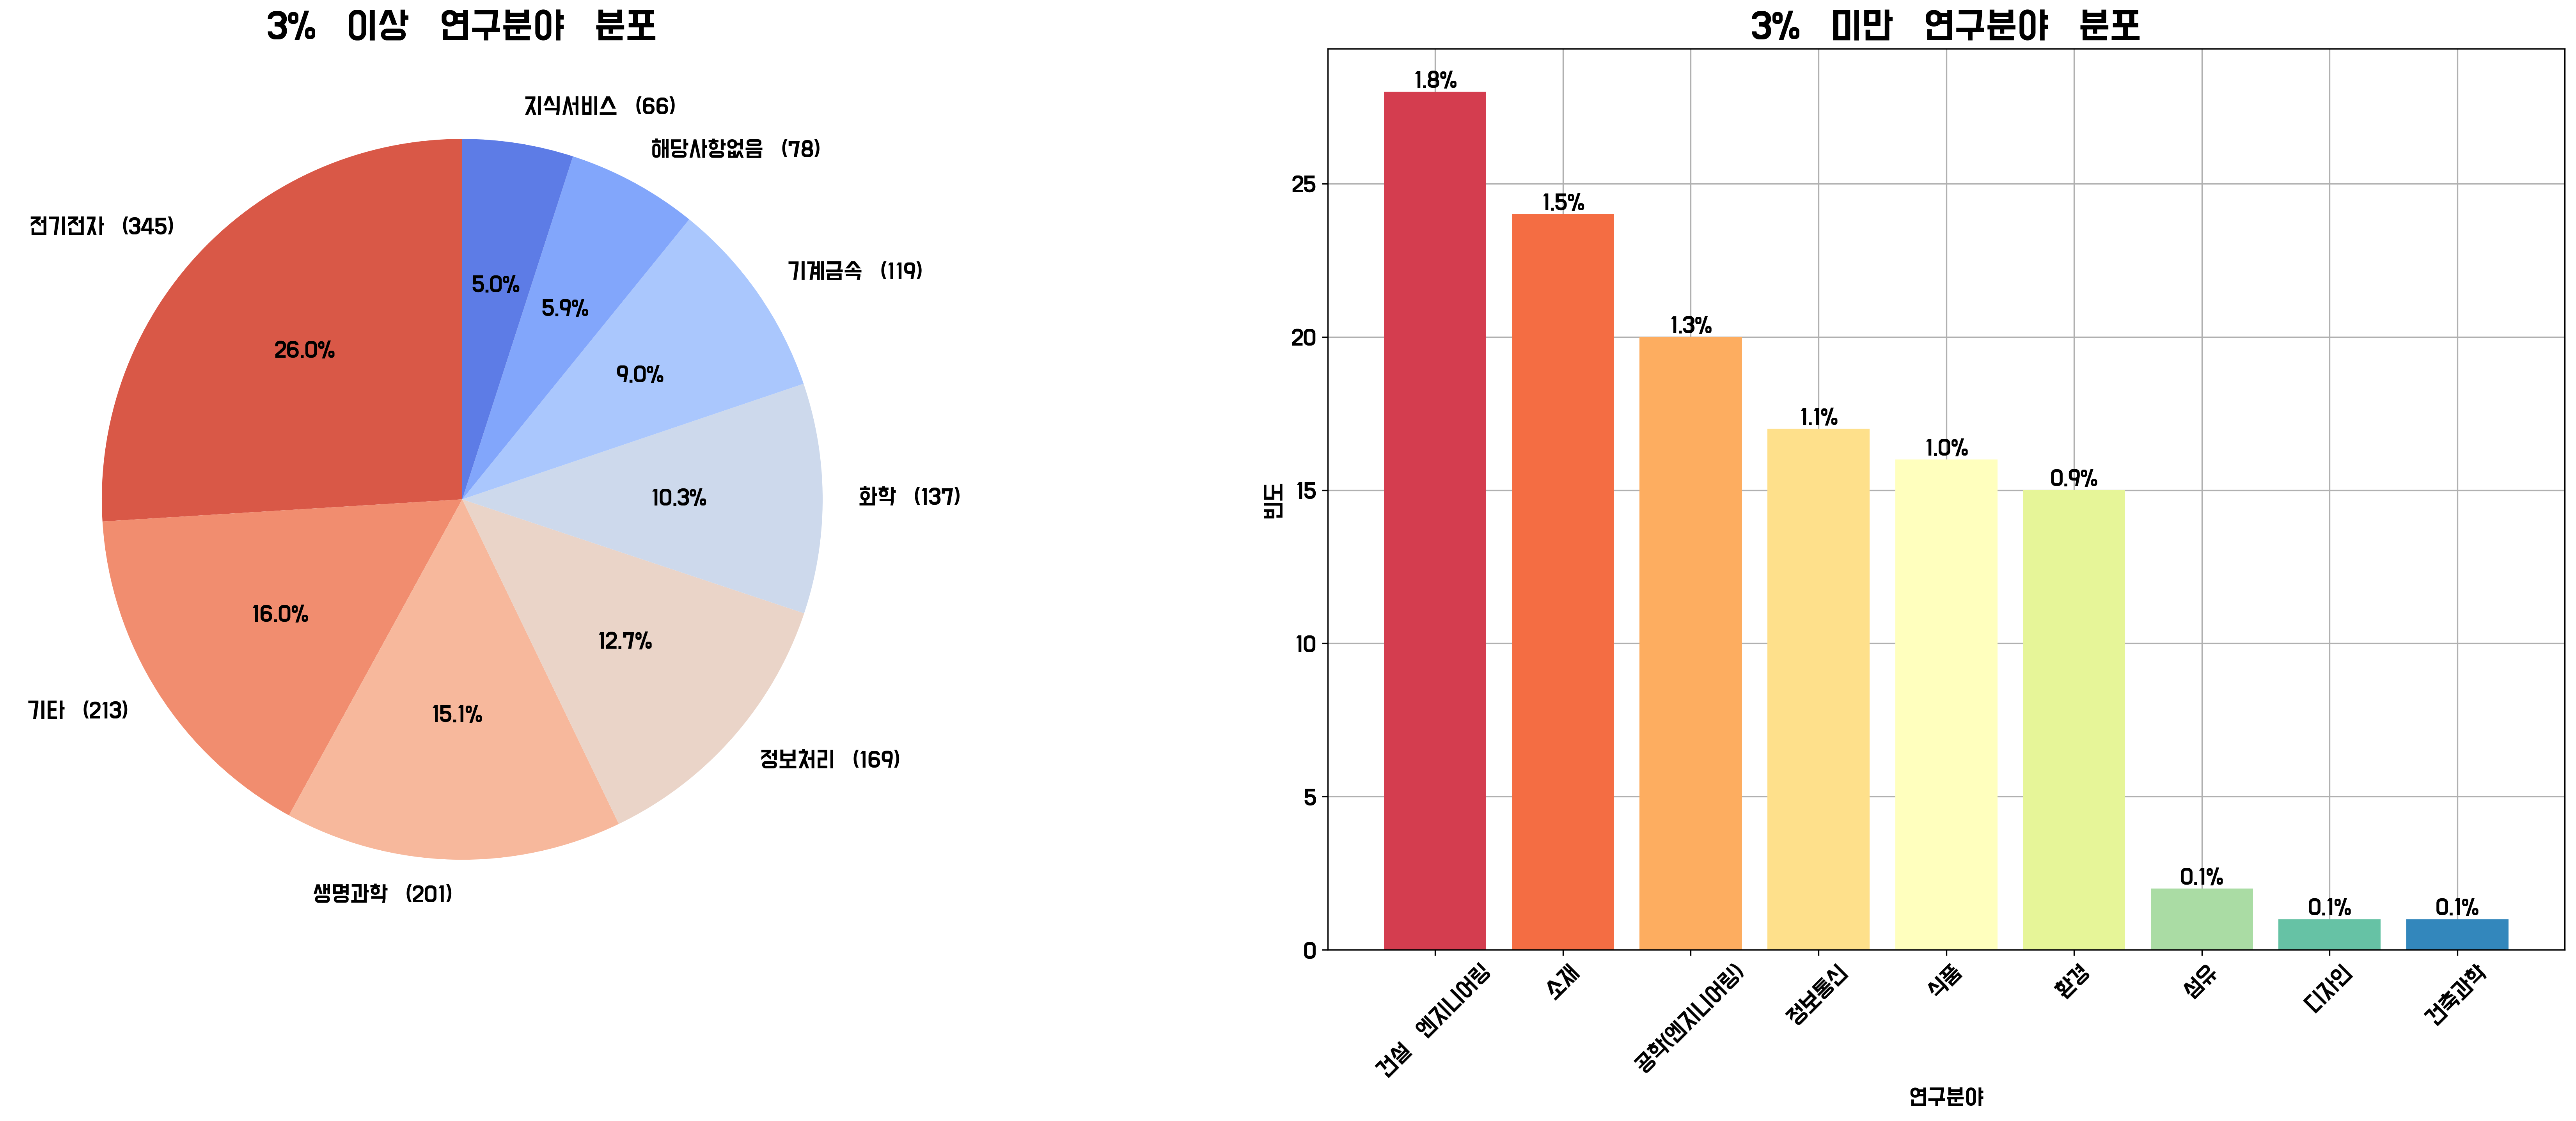 3% 이상 연구분야 분포
지식서비스 (66)
해당사항없음 (78)
기계금속 (119)
화학 (137)
정보처리 (169)
생명과학 (201)
기타 (213)
전기전자 (345)
5.0%
5.9%
9.0%
10.3%
12.7%
15.1%
16.0%
26.0%
3% 미만 연구분야 분포
빈도
25
20
15
10
5
0
1.8%
1.5%
1.3%
1.1%
1.0%
0.9%
0.1%
0.1%
0.1%
건설 엔지니어링
소재
공학(엔지니어링)
정보통신
식품
환경
섬유
디자인
건축과학
연구분야